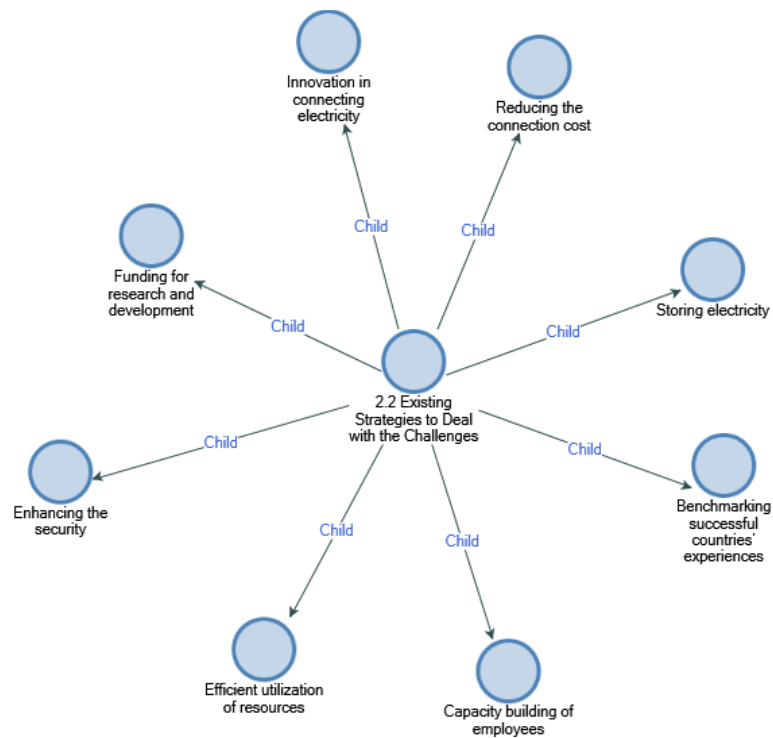 Innovation in
connecting
electricity
Reducing the
connection cost
Child
Child
Funding for
research and
development
Storing electricity
Child
Child
2.2 Existing
Strategies to Deal
with the Challenges
Child
Child
Enhancing the
security
Benchmarking
successful
countries'
experiences
Child
Child
Efficient utilization
of resources
Capacity building of
employees